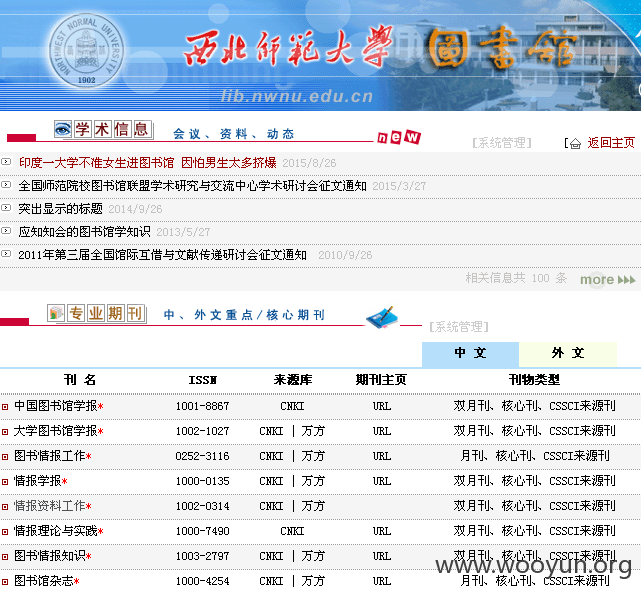 NORTHWEST NORMAL UNIVERSITY
1902
西北师范大学 圖書館
lib.nwnu.edu.cn
学术信息 会议、资料、动态 new [系统管理] [ 返回主页
印度一大学不准女生进图书馆 因怕男生太多挤爆 2015/8/26
全国师范院校图书馆联盟学术研究与交流中心学术研讨会征文通知 2015/3/27
突出显示的标题 2014/9/26
应知知会的图书馆学知识 2013/5/27
2011年第三届全国馆际互借与文献传递研讨会征文通知 2010/9/26
相关信息共 100 条 more
专业期刊 中、外文重点/核心期刊 [系统管理]
中 文 外 文
刊 名 ISSN 来源库 期刊主页 刊物类型
中国图书馆学报* 1001-8867 CNKI URL 双月刊、核心刊、CSSCI来源刊
大学图书馆学报* 1002-1027 CNKI | 万方 URL 双月刊、核心刊、CSSCI来源刊
图书情报工作* 0252-3116 CNKI | 万方 URL 月刊、核心刊、CSSCI来源刊
情报学报* 1000-0135 CNKI | 万方 URL 双月刊、核心刊、CSSCI来源刊
情报资料工作* 1002-0314 CNKI | 万方 双月刊、核心刊、CSSCI来源刊
情报理论与实践* 1000-7490 CNKI URL 双月刊、核心刊、CSSCI来源刊
图书情报知识* 1003-2797 CNKI | 万方 URL 双月刊、核心刊、CSSCI来源刊
图书馆杂志* 1000-4254 CNKI | 万方 URL 月刊、核心刊、CSSCI来源刊
www.wooyun.org